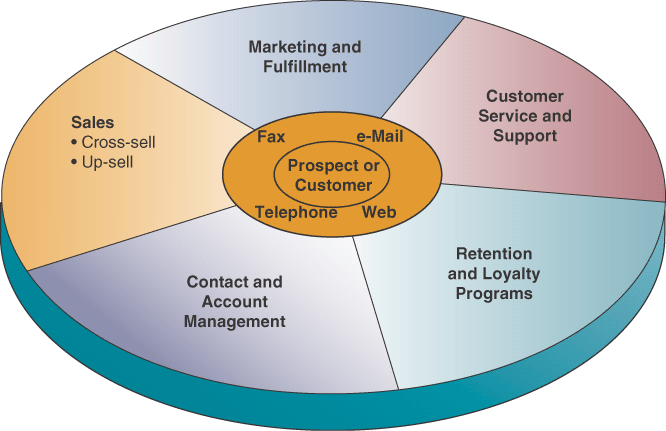 Marketing and
Fulfillment
Customer
Service and
Support
Sales
• Cross-sell
• Up-sell
Fax e-Mail
Prospect or
Customer
Telephone Web
Retention
and Loyalty
Programs
Contact and
Account
Management